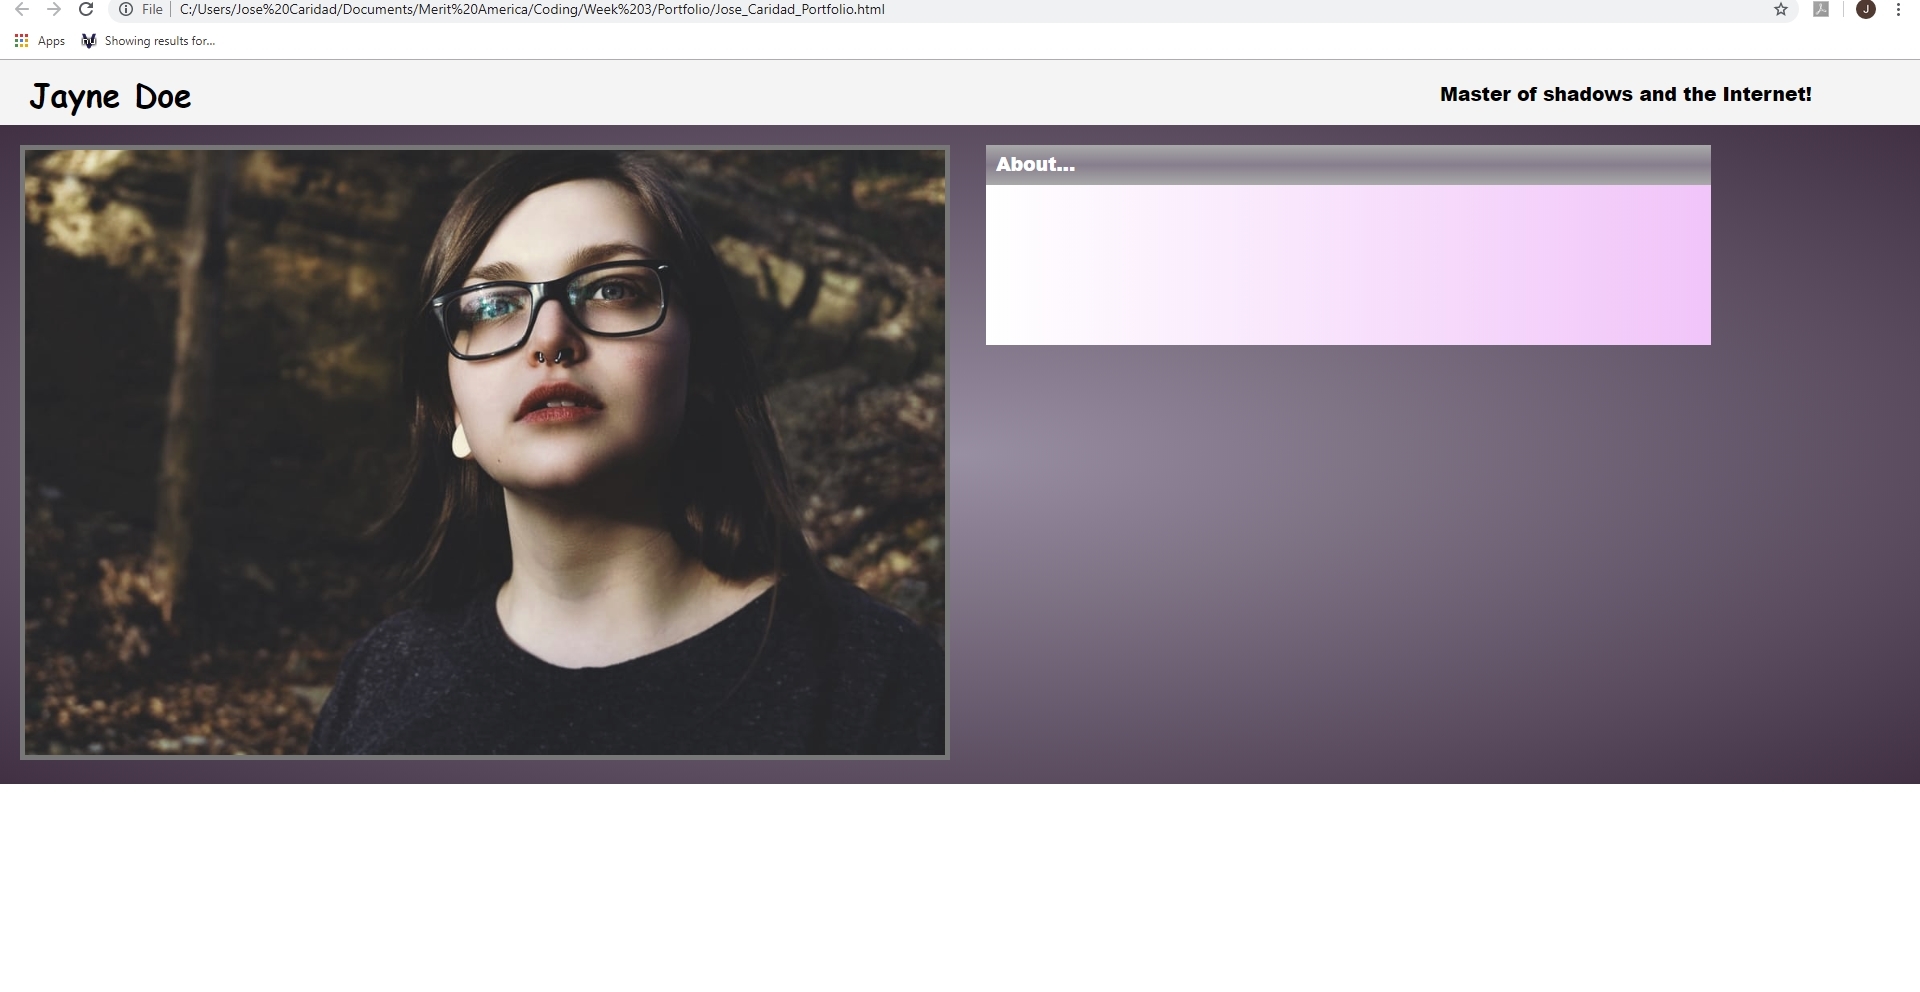 File C:/Users/Jose%20Caridad/Documents/Merit%20America/Coding/Week%203/Portfolio/Jose_Caridad_Portfolio.html
J
Apps Showing results for...
Jayne Doe
Master of shadows and the Internet!
About...